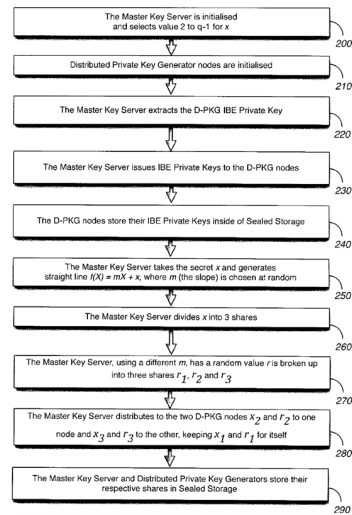 The Master Key Server is initialised
and selects value 2 to q-1 for x
200
Distributed Private Key Generator nodes are initialised
210
The Master Key Server extracts the D-PKG IBE Private Key
220
The Master Key Server issues IBE Private Keys to the D-PKG nodes
230
The D-PKG nodes store their IBE Private Keys inside of Sealed Storage
240
The Master Key Server takes the secret x and generates
straight line f(X) = mX + x, where m (the slope) is chosen at random
250
The Master Key Server divides x into 3 shares
260
The Master Key Server, using a different m, has a random value r is broken up
into three shares r1, r2 and r3
270
The Master Key Server distributes to the two D-PKG nodes x2 and r2 to one
node and x3 and r3 to the other, keeping x1 and r1 for itself
280
The Master Key Server and Distributed Private Key Generators store their
respective shares in Sealed Storage
290